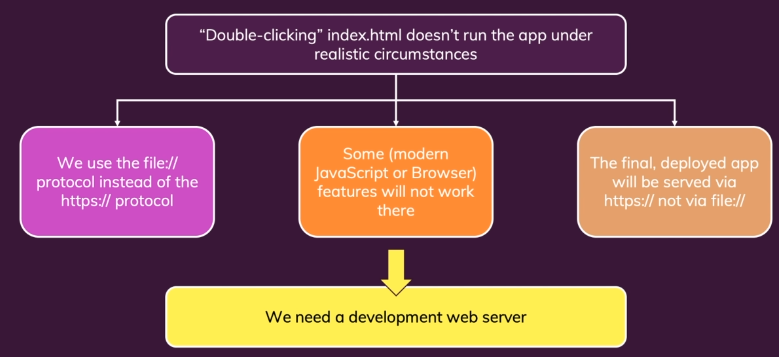 “Double-clicking” index.html doesn’t run the app under
realistic circumstances
We use the file://
protocol instead of the
https:// protocol
Some (modern
JavaScript or Browser)
features will not work
there
The final, deployed app
will be served via
https:// not via file://
We need a development web server